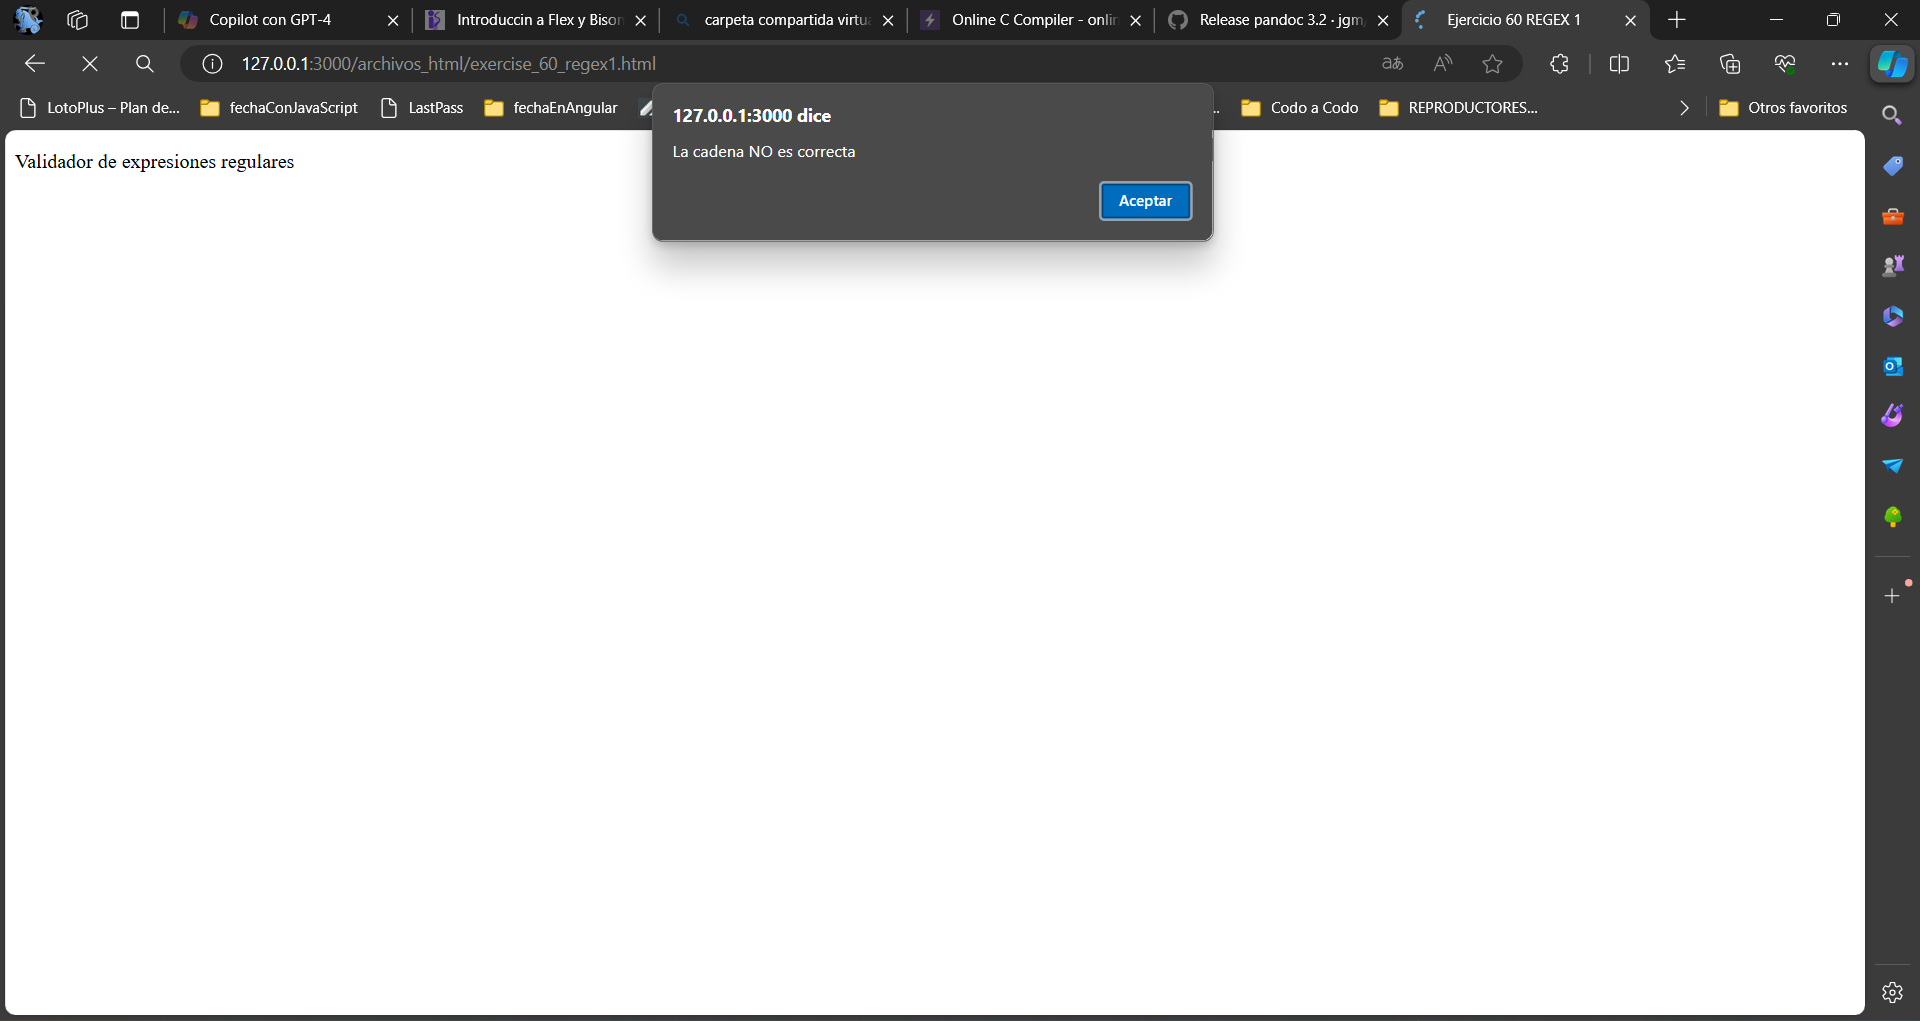 Copilot con GPT-4
Introduccin a Flex y Bison
carpeta compartida virtu
Online C Compiler - onli
Release pandoc 3.2 · jgm
Ejercicio 60 REGEX 1
127.0.0.1:3000/archivos_html/exercise_60_regex1.html
LotoPlus – Plan de...
fechaConJavaScript
LastPass
fechaEnAngular
Codo a Codo
REPRODUCTORES...
Otros favoritos
127.0.0.1:3000 dice
La cadena NO es correcta
Aceptar
Validador de expresiones regulares